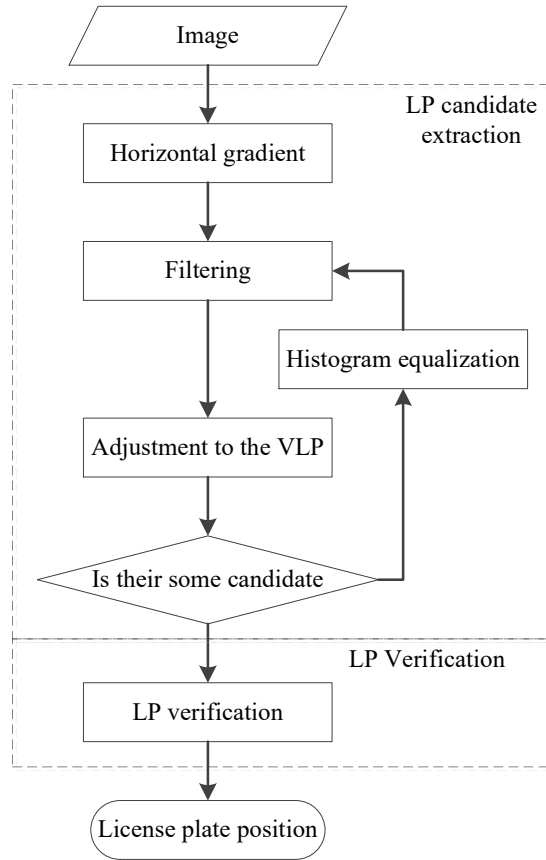 Image
LP candidate
extraction
Horizontal gradient
Filtering
Histogram equalization
Adjustment to the VLP
Is their some candidate
LP Verification
LP verification
License plate position